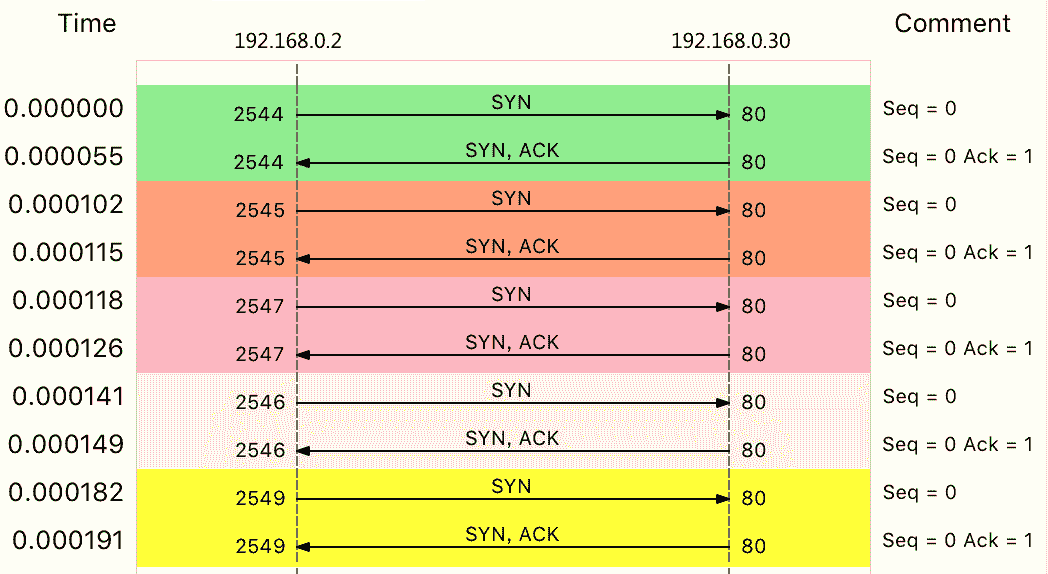 Time 192.168.0.2 192.168.0.30 Comment
0.000000 2544 SYN 80 Seq = 0
0.000055 2544 SYN, ACK 80 Seq = 0 Ack = 1
0.000102 2545 SYN 80 Seq = 0
0.000115 2545 SYN, ACK 80 Seq = 0 Ack = 1
0.000118 2547 SYN 80 Seq = 0
0.000126 2547 SYN, ACK 80 Seq = 0 Ack = 1
0.000141 2546 SYN 80 Seq = 0
0.000149 2546 SYN, ACK 80 Seq = 0 Ack = 1
0.000182 2549 SYN 80 Seq = 0
0.000191 2549 SYN, ACK 80 Seq = 0 Ack = 1